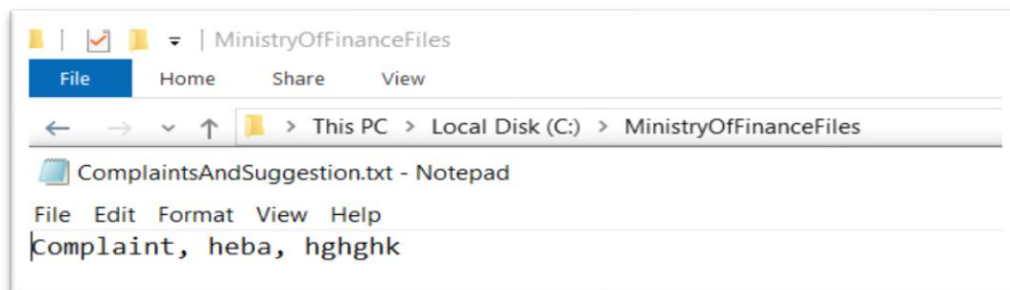 MinistryOfFinanceFiles
File Home Share View
This PC > Local Disk (C:) > MinistryOfFinanceFiles
ComplaintsAndSuggestion.txt - Notepad
File Edit Format View Help
Complaint, heba, hghghk